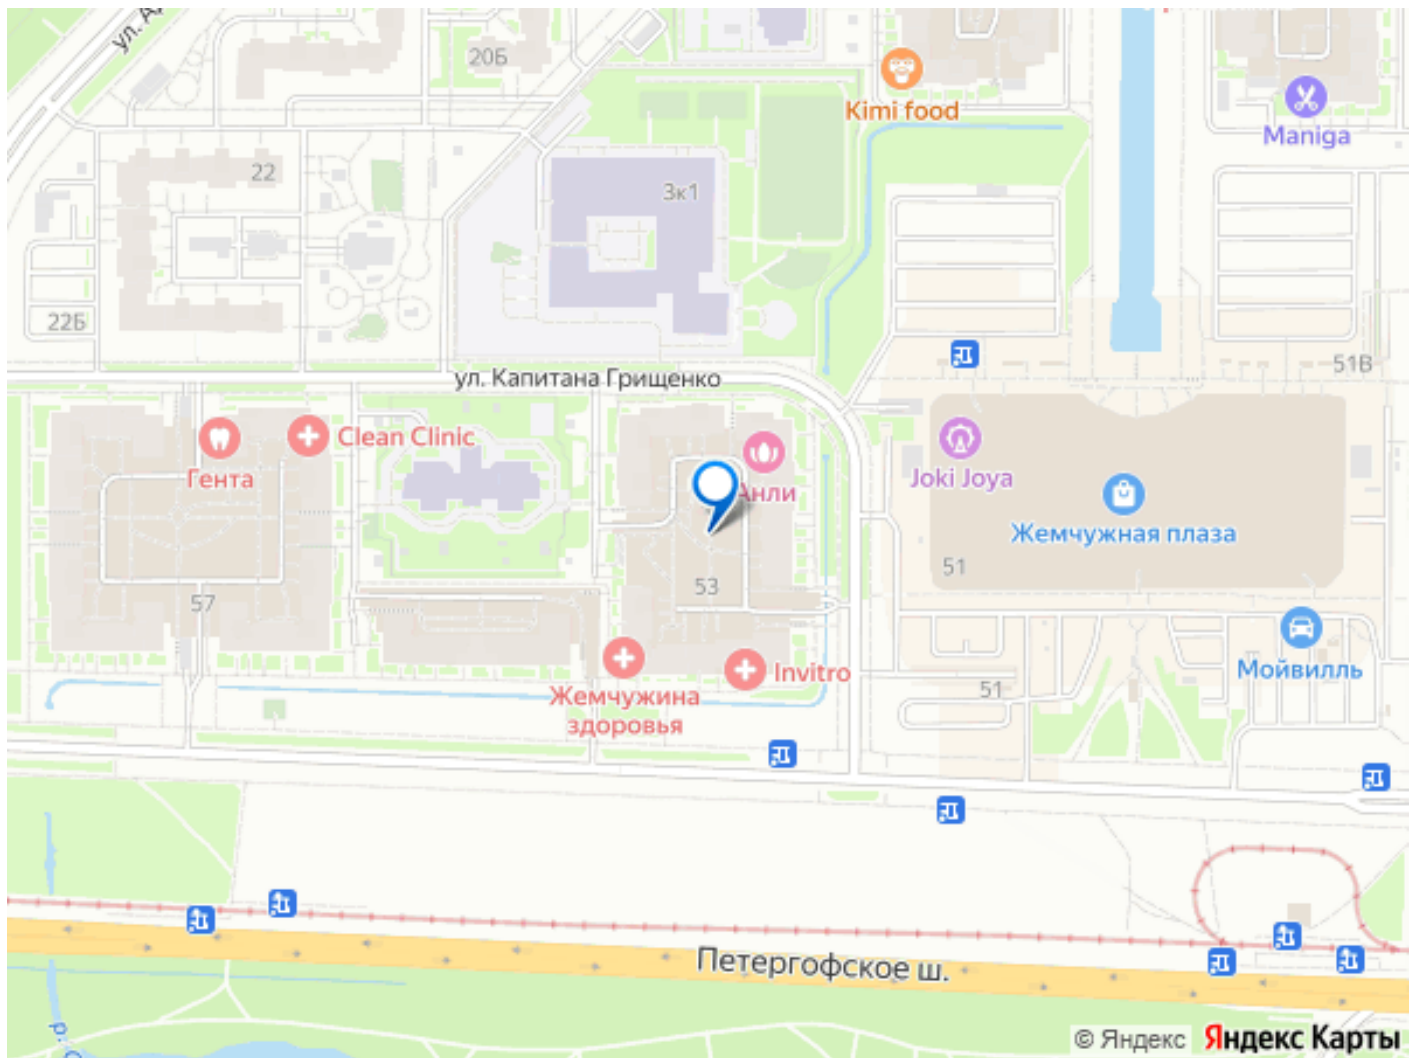 ул. А
20Б
Kimi food
Maniga
22
3к1
22Б
51В
ул. Капитана Грищенко
Clean Clinic
Гента
Анли
Joki Joya
Жемчужная плаза
51
53
57
Мойвилль
Invitro
51
Жемчужина
здоровья
Петергофское ш.
р.
© Яндекс Яндекс Карты